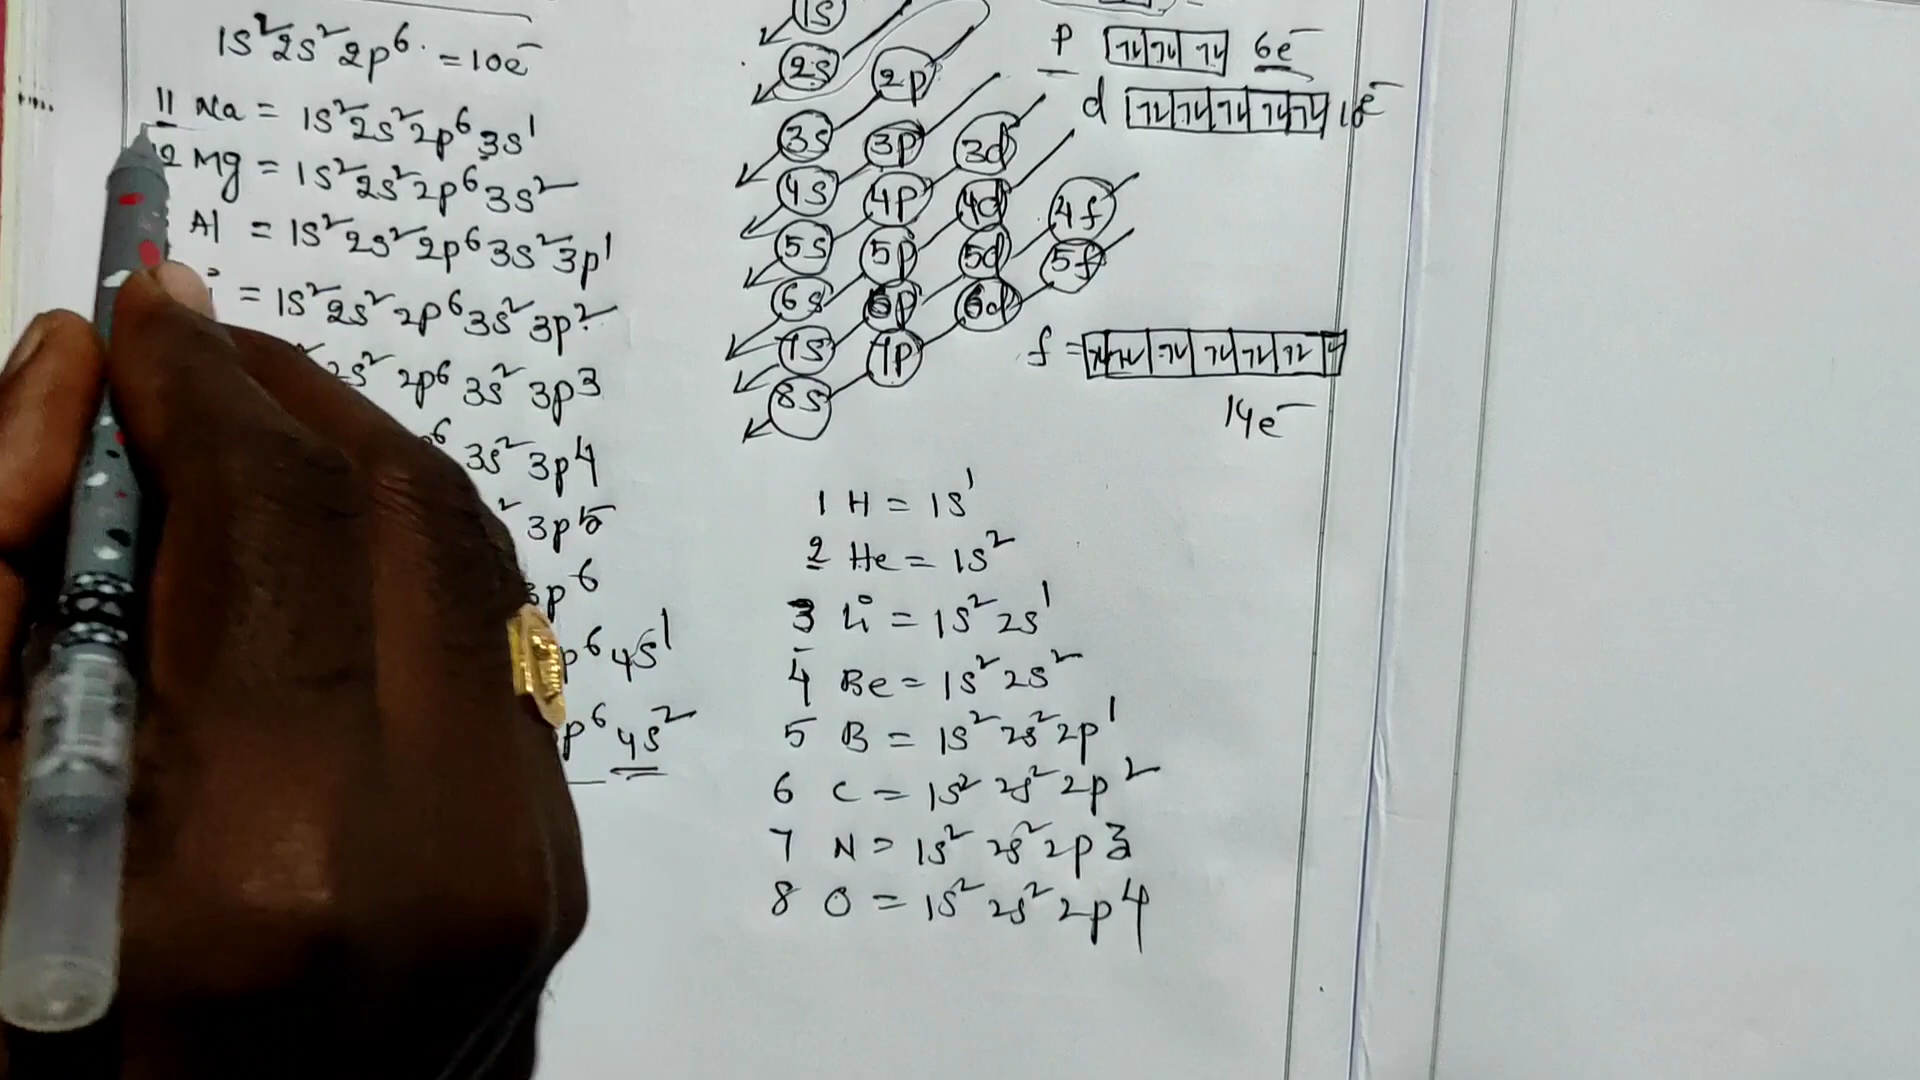 1s² 2s² 2p⁶ = 10e⁻
11 Na = 1s² 2s² 2p⁶ 3s¹
Mg = 1s² 2s² 2p⁶ 3s²
Al = 1s² 2s² 2p⁶ 3s² 3p¹
= 1s² 2s² 2p⁶ 3s² 3p²
2s² 2p⁶ 3s² 3p3
3s² 3p4
3p5
p⁶
p⁶ 4s¹
p⁶ 4s²
1s
2s 2p
3s 3p 3d
4s 4p 4d 4f
5s 5p 5d 5f
6s 6p 6d
7s 7p
8s
p 6e⁻
d 10e⁻
f =
14e⁻
1 H = 1s¹
2 He = 1s²
3 Li = 1s² 2s¹
4 Be = 1s² 2s²
5 B = 1s² 2s² 2p¹
6 C = 1s² 2s² 2p²
7 N = 1s² 2s² 2p3
8 O = 1s² 2s² 2p4